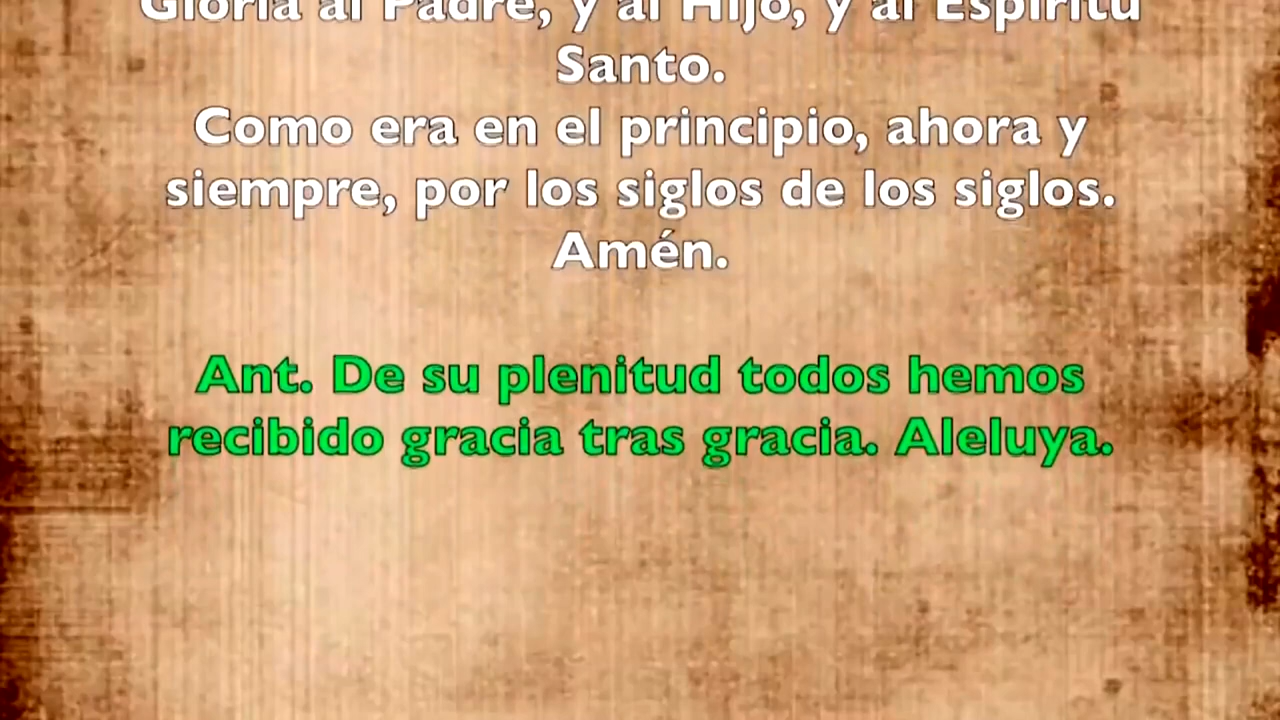 Gloria al Padre, y al Hijo, y al Espíritu
Santo.
Como era en el principio, ahora y
siempre, por los siglos de los siglos.
Amén.
Ant. De su plenitud todos hemos
recibido gracia tras gracia. Aleluya.